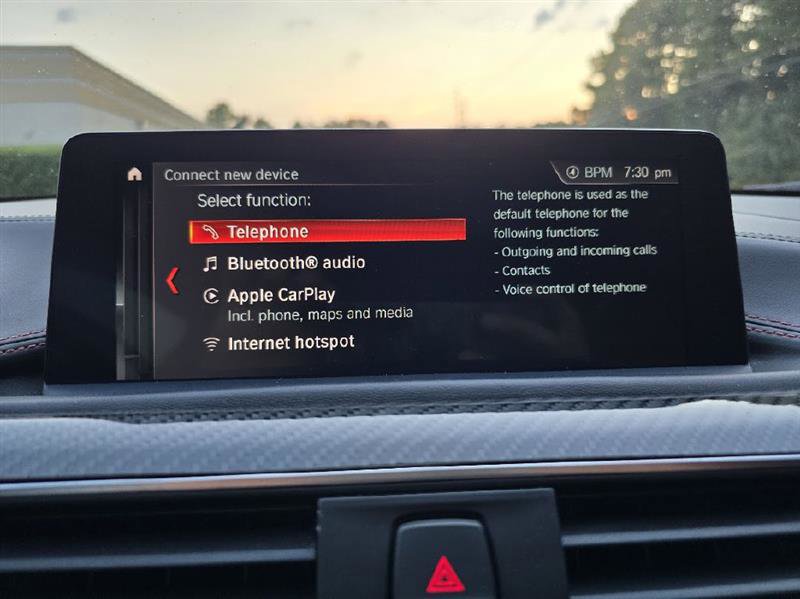 Connect new device
BPM 7:30 pm
Select function:
Telephone
Bluetooth® audio
Apple CarPlay
Incl. phone, maps and media
Internet hotspot
The telephone is used as the
default telephone for the
following functions:
- Outgoing and incoming calls
- Contacts
- Voice control of telephone